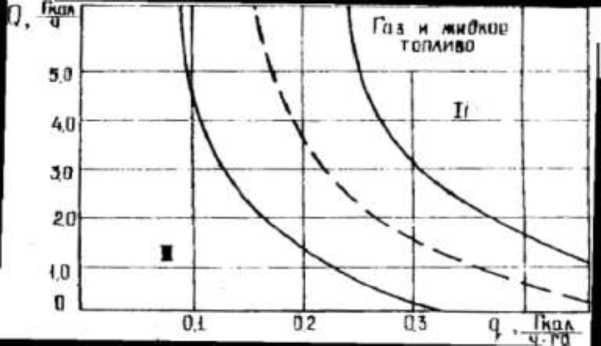 Q, Гкал/ч
Газ и жидкое
топливо
5,0
II
4,0
3,0
2,0
III
1,0
0
0,1
0,2
0,3
q, Гкал/ч·га